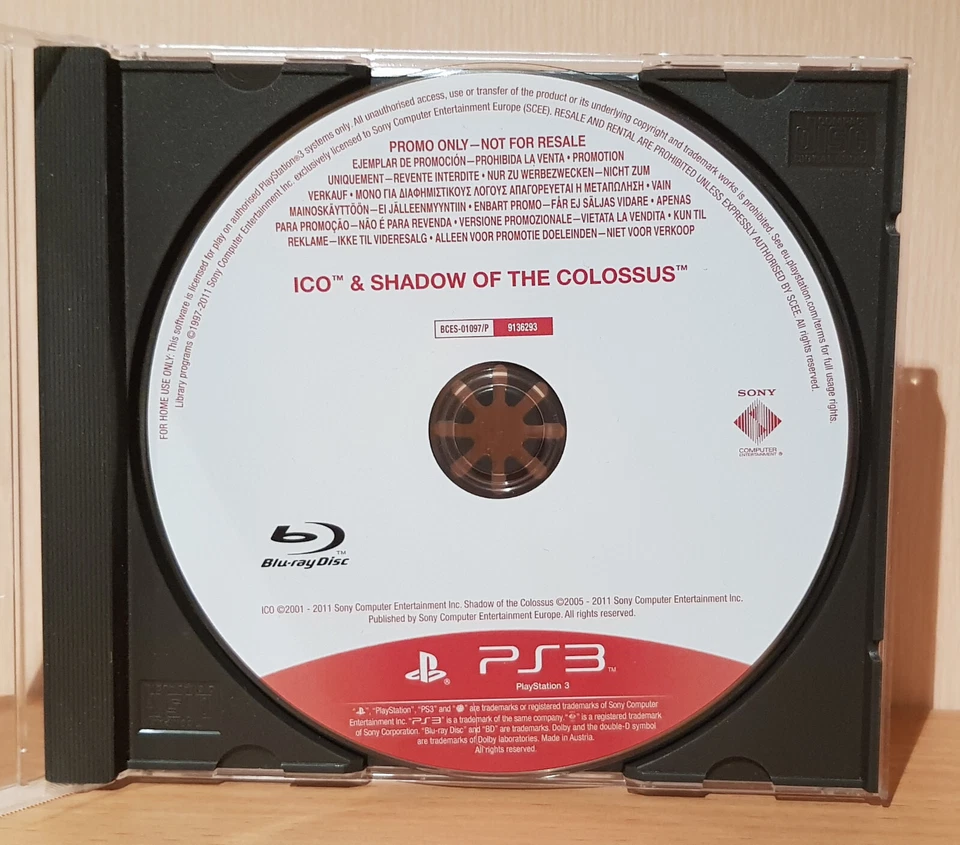 FOR HOME USE ONLY: This software is licensed for play on authorised PlayStation®3 systems only. All unauthorised access, use or transfer of the product or its underlying copyright and trademark works is prohibited. See eu.playstation.com/terms for full usage rights.
Library programs ©1997-2011 Sony Computer Entertainment Inc. exclusively licensed to Sony Computer Entertainment Europe (SCEE). RESALE AND RENTAL ARE PROHIBITED UNLESS EXPRESSLY AUTHORISED BY SCEE. All rights reserved.
PROMO ONLY–NOT FOR RESALE
EJEMPLAR DE PROMOCIÓN–PROHIBIDA LA VENTA • PROMOTION
UNIQUEMENT–REVENTE INTERDITE • NUR ZU WERBEZWECKEN–NICHT ZUM
VERKAUF • ΜΟΝΟ ΓΙΑ ΔΙΑΦΗΜΙΣΤΙΚΟΥΣ ΛΟΓΟΥΣ ΑΠΑΓΟΡΕΥΕΤΑΙ Η ΜΕΤΑΠΩΛΗΣΗ • VAIN
MAINOSKÄYTTÖÖN–EI JÄLLEENMYYNTIIN • ENBART PROMO–FÅR EJ SÄLJAS VIDARE • APENAS
PARA PROMOÇÃO–NÃO É PARA REVENDA • VERSIONE PROMOZIONALE–VIETATA LA VENDITA • KUN TIL
REKLAME–IKKE TIL VIDERESALG • ALLEEN VOOR PROMOTIE DOELEINDEN–NIET VOOR VERKOOP
ICO™ & SHADOW OF THE COLOSSUS™
BCES-01097/P 9136293
SONY
COMPUTER
ENTERTAINMENT®
Blu-ray Disc™
ICO ©2001 - 2011 Sony Computer Entertainment Inc. Shadow of the Colossus ©2005 - 2011 Sony Computer Entertainment Inc.
Published by Sony Computer Entertainment Europe. All rights reserved.
PS3™
PlayStation 3
" ", "PlayStation", "PS3" and " " are trademarks or registered trademarks of Sony Computer
Entertainment Inc. "PS3" is a trademark of the same company. " " is a registered trademark
of Sony Corporation. "Blu-ray Disc" and "BD" are trademarks. Dolby and the double-D symbol
are trademarks of Dolby laboratories. Made in Austria.
All rights reserved.